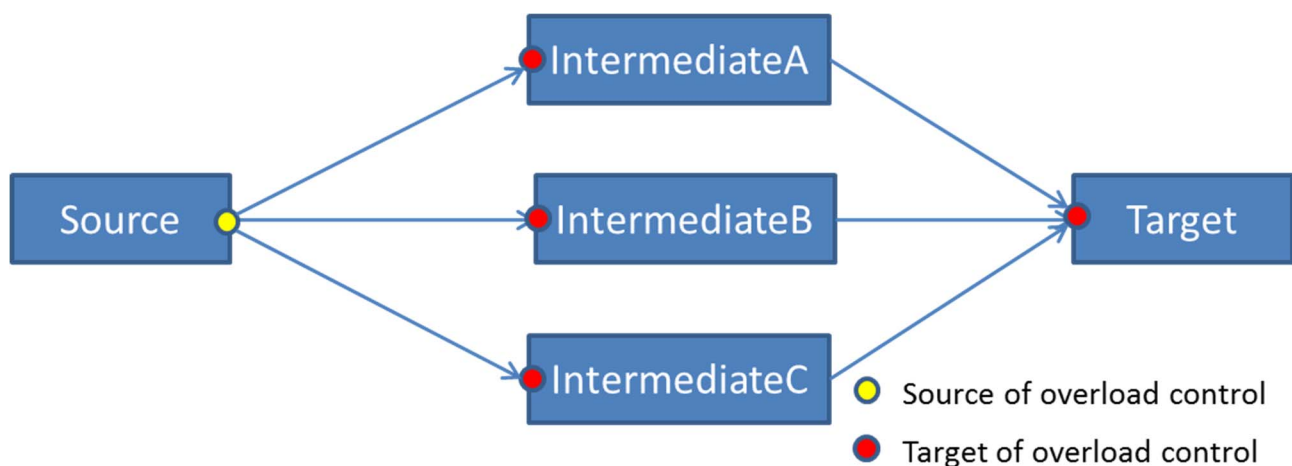 IntermediateA
Source
IntermediateB
Target
IntermediateC
Source of overload control
Target of overload control